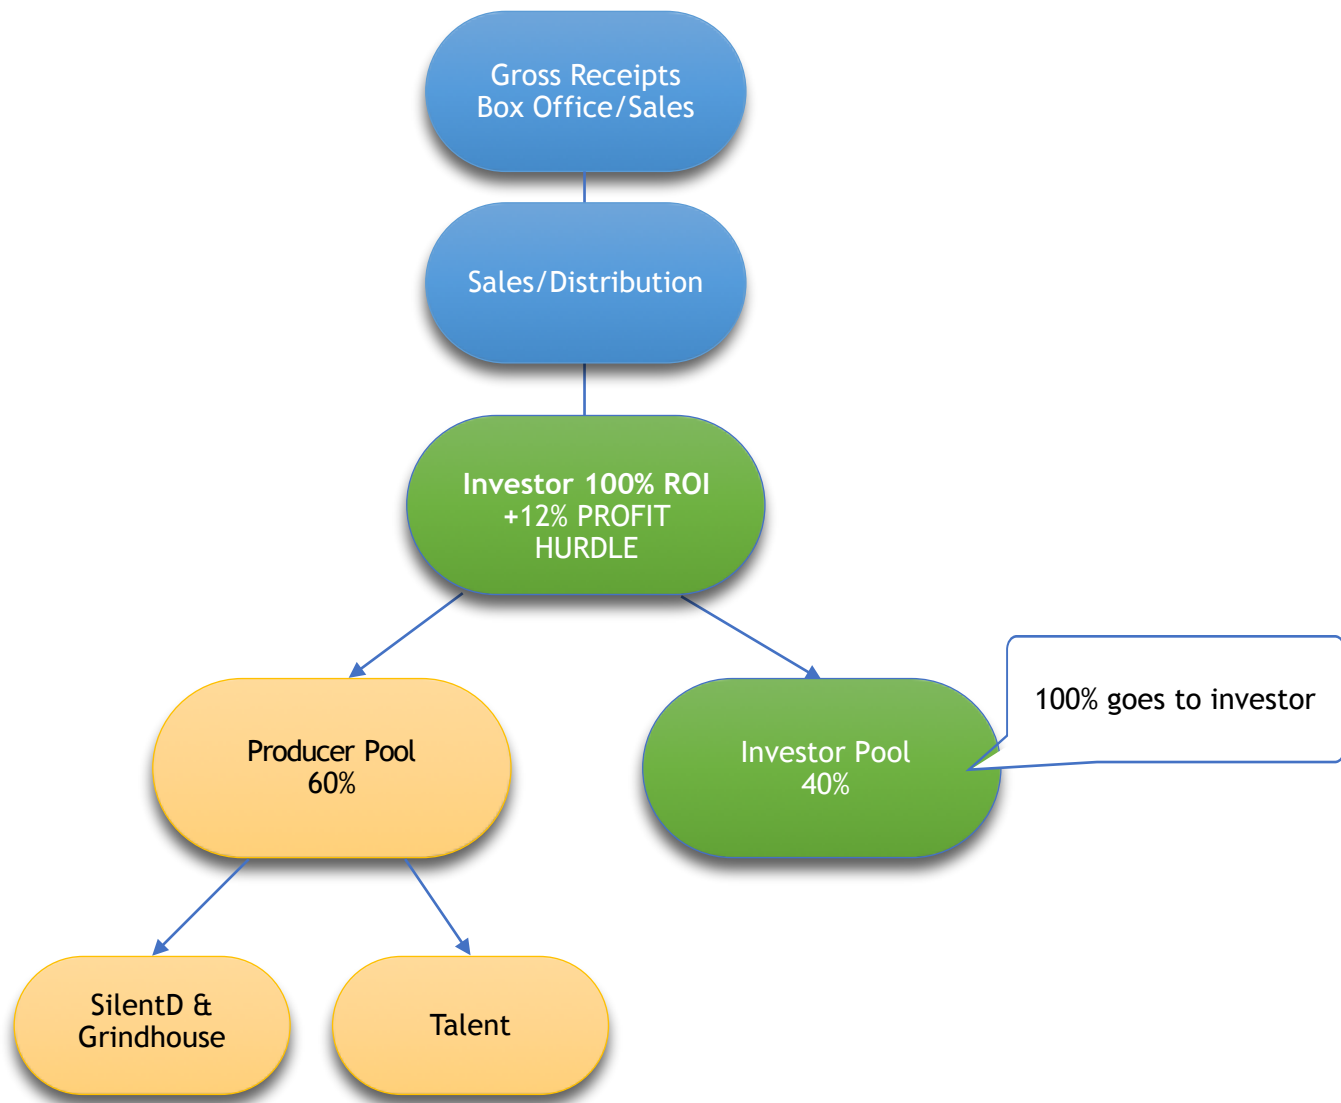 Gross Receipts
Box Office/Sales
Sales/Distribution
Investor 100% ROI
+12% PROFIT
HURDLE
100% goes to investor
Producer Pool
60%
Investor Pool
40%
SilentD &
Grindhouse
Talent